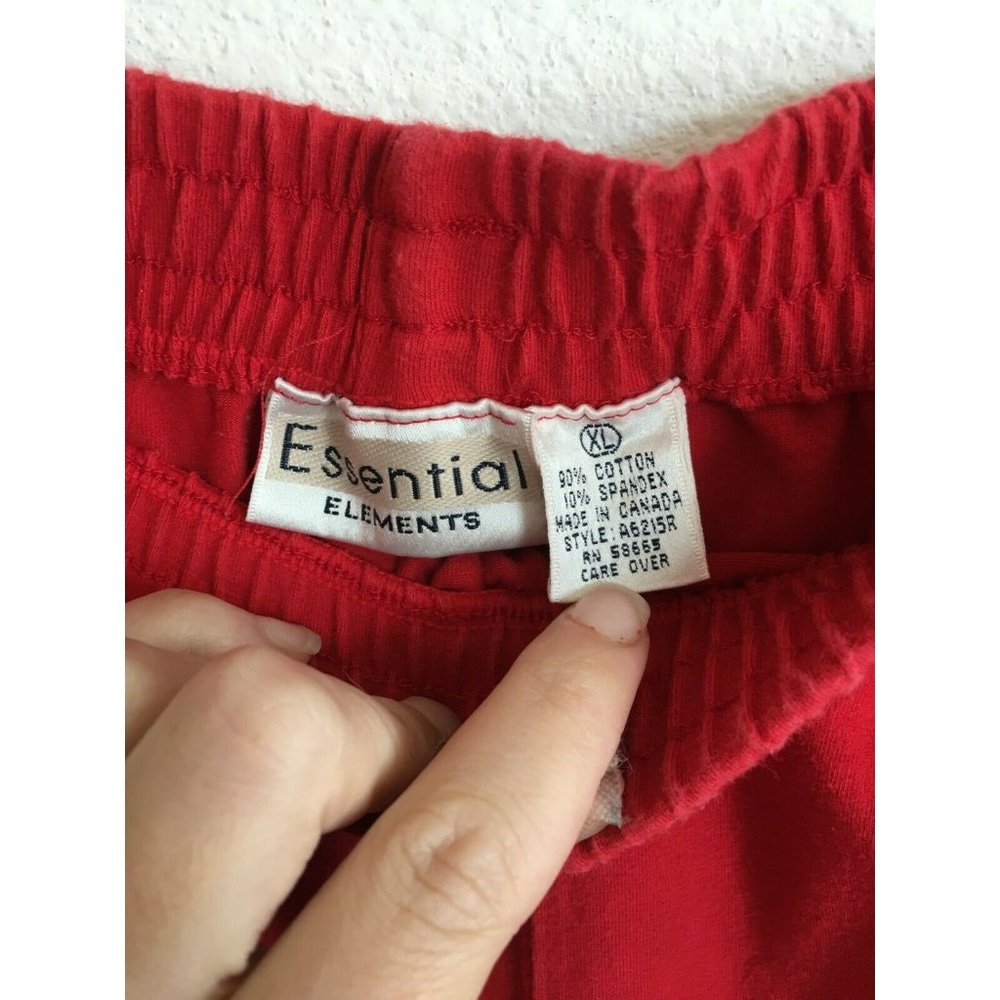 Essential
ELEMENTS
XL
90% COTTON
10% SPANDEX
MADE IN CANADA
STYLE: A6215R
RN 58665
CARE OVER